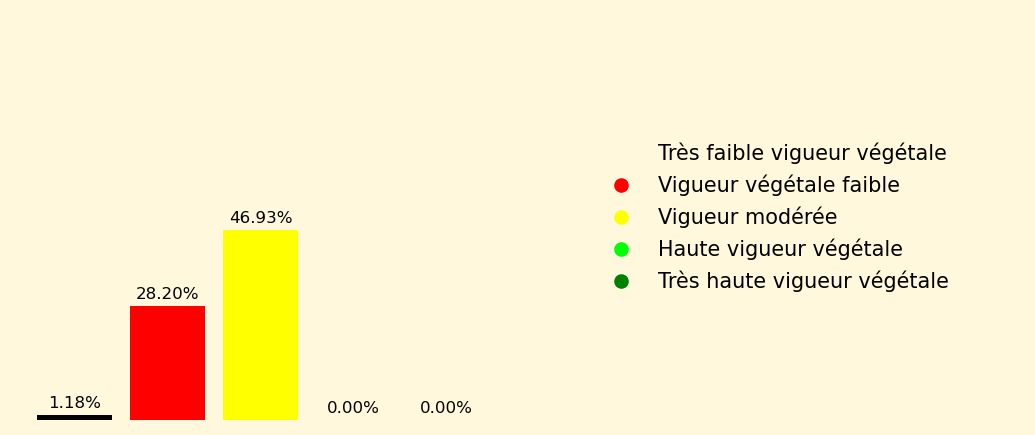 46.93%
28.20%
1.18%
0.00%
0.00%
Très faible vigueur végétale
Vigueur végétale faible
Vigueur modérée
Haute vigueur végétale
Très haute vigueur végétale